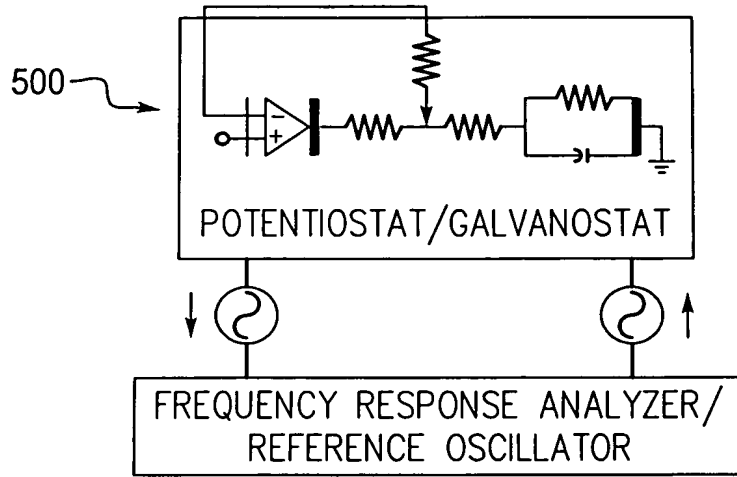 500
−
+
POTENTIOSTAT/GALVANOSTAT
FREQUENCY RESPONSE ANALYZER/
REFERENCE OSCILLATOR